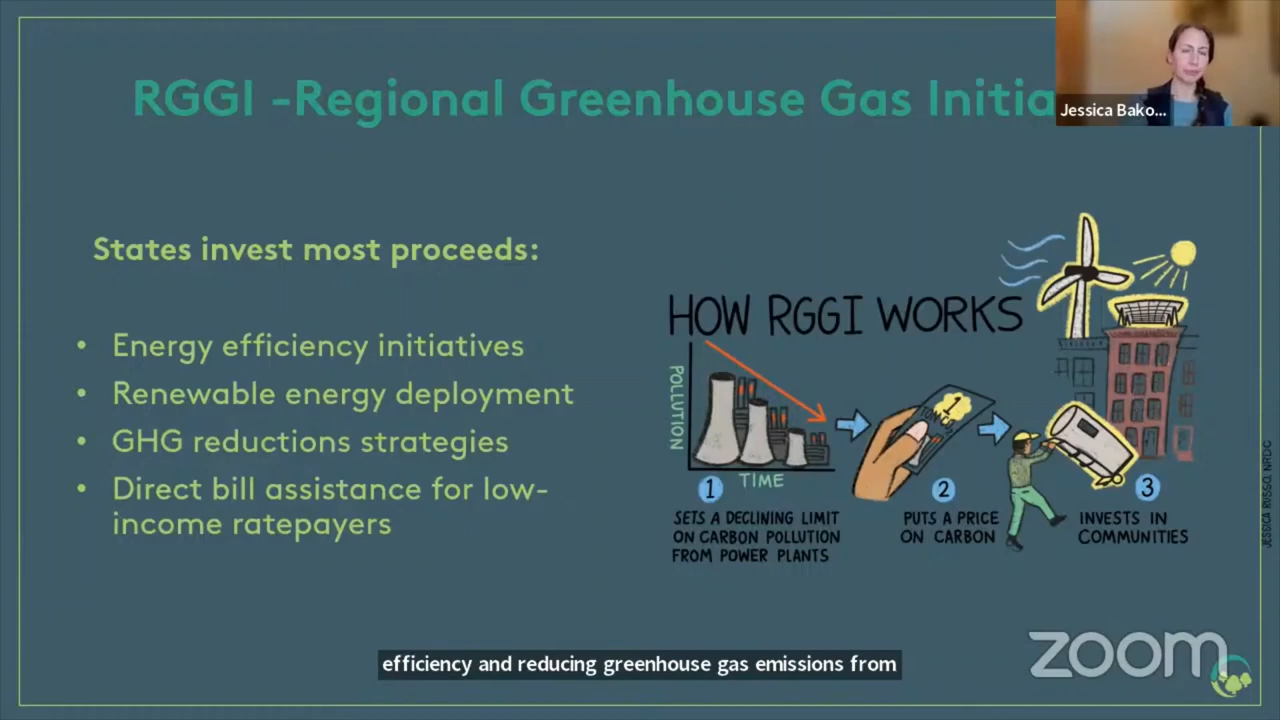 RGGI -Regional Greenhouse Gas Initia
Jessica Bako...
States invest most proceeds:
• Energy efficiency initiatives
• Renewable energy deployment
• GHG reductions strategies
• Direct bill assistance for low-
income ratepayers
HOW RGGI WORKS
POLLUTION
TIME
1
SETS A DECLINING LIMIT
ON CARBON POLLUTION
FROM POWER PLANTS
1
2
PUTS A PRICE
ON CARBON
3
INVESTS IN
COMMUNITIES
JESSICA RUSSO, NRDC
efficiency and reducing greenhouse gas emissions from
zoom